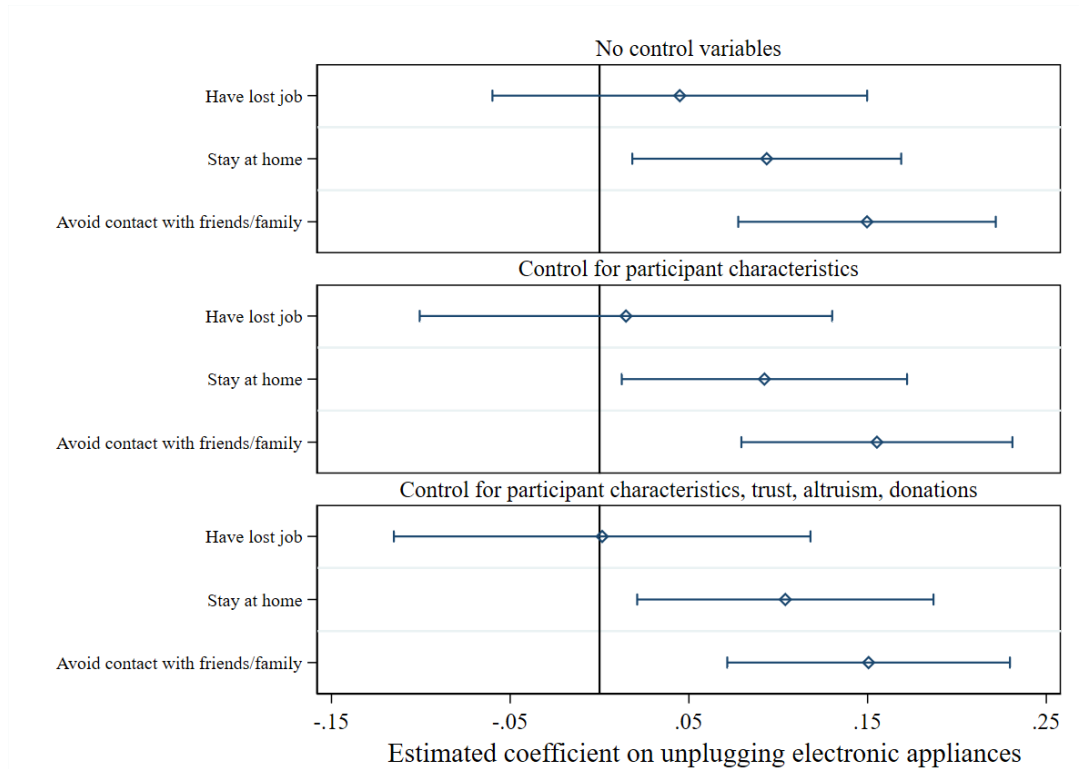 No control variables
Have lost job
Stay at home
Avoid contact with friends/family
Control for participant characteristics
Have lost job
Stay at home
Avoid contact with friends/family
Control for participant characteristics, trust, altruism, donations
Have lost job
Stay at home
Avoid contact with friends/family
-.15 -.05 .05 .15 .25
Estimated coefficient on unplugging electronic appliances